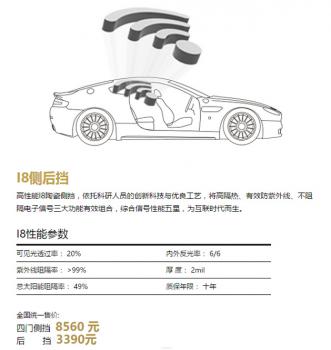 I8侧后挡
高性能I8陶瓷侧挡，依托科研人员的创新科技与优良工艺，将高隔热、有效防紫外线、不阻
隔电子信号三大功能有效组合，综合信号性能五星，为互联时代而生。
I8性能参数
可见光透过率： 20%
内外反光率： 6/6
紫外线阻隔率： >99%
厚 度： 2mil
总太阳能阻隔率： 49%
质保年限： 十年
全国统一售价:
四门侧挡 8560 元
后 挡 3390元